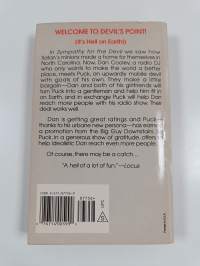 WELCOME TO DEVIL'S POINT!
(It's Hell on Earth!)
In Sympathy for the Devil we saw how
Satan's minions made a home for themselves in
North Carolina. Now, Dan Cooley, a radio DJ
who only wants to make the world a better
place, meets Puck, an upwardly mobile devil
with goals of his own. They make a little
bargain—Dan and both of his girlfriends will
turn Puck into a gentleman and help him fit in
on Earth, and in exchange Puck will help Dan
reach more people with his radio show. The
deal works well.
Dan is getting great ratings and Puck—
thanks to his urbane new persona—has earned
a promotion from the Big Guy Downstairs.
Puck, in a generous show of gratitude, offers to
help idealistic Dan reach even more people.
Of course, there may be a catch ...
"A hell of a lot of fun."—Locus